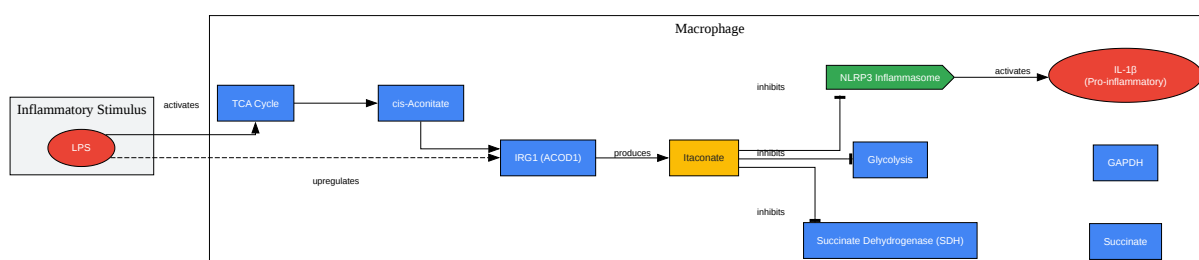 Macrophage
Inflammatory Stimulus
LPS
activates
upregulates
TCA Cycle
cis-Aconitate
IRG1 (ACOD1)
produces
Itaconate
inhibits
inhibits
inhibits
NLRP3 Inflammasome
activates
IL-1β
(Pro-inflammatory)
Glycolysis
GAPDH
Succinate Dehydrogenase (SDH)
Succinate